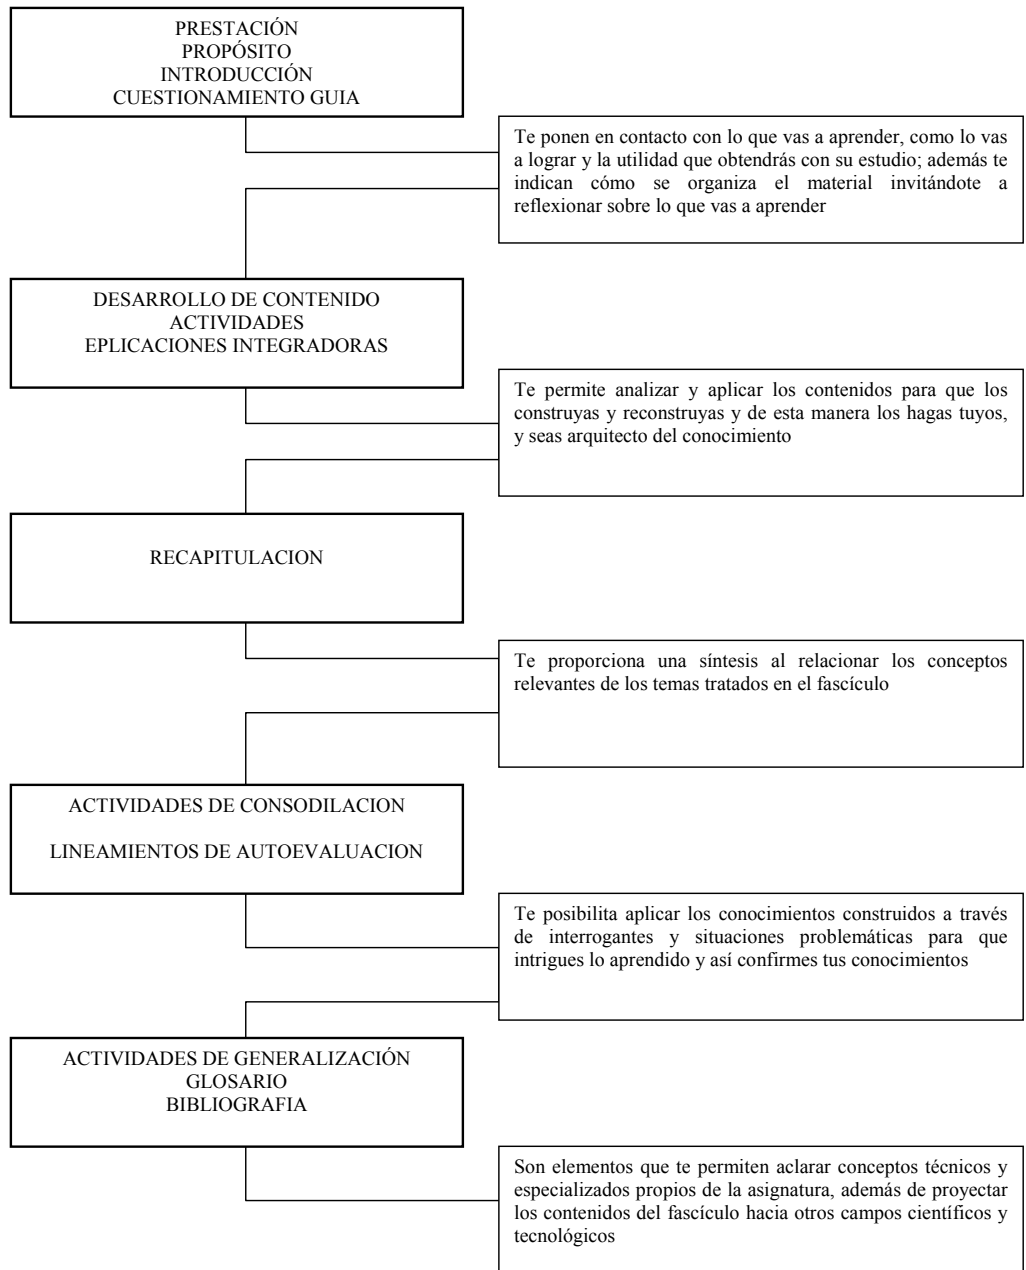 PRESTACIÓN
PROPÓSITO
INTRODUCCIÓN
CUESTIONAMIENTO GUIA
Te ponen en contacto con lo que vas a aprender, como lo vas
a lograr y la utilidad que obtendrás con su estudio; además te
indican cómo se organiza el material invitándote a
reflexionar sobre lo que vas a aprender
DESARROLLO DE CONTENIDO
ACTIVIDADES
EPLICACIONES INTEGRADORAS
Te permite analizar y aplicar los contenidos para que los
construyas y reconstruyas y de esta manera los hagas tuyos,
y seas arquitecto del conocimiento
RECAPITULACION
Te proporciona una síntesis al relacionar los conceptos
relevantes de los temas tratados en el fascículo
ACTIVIDADES DE CONSODILACION
LINEAMIENTOS DE AUTOEVALUACION
Te posibilita aplicar los conocimientos construidos a través
de interrogantes y situaciones problemáticas para que
intrigues lo aprendido y así confirmes tus conocimientos
ACTIVIDADES DE GENERALIZACIÓN
GLOSARIO
BIBLIOGRAFIA
Son elementos que te permiten aclarar conceptos técnicos y
especializados propios de la asignatura, además de proyectar
los contenidos del fascículo hacia otros campos científicos y
tecnológicos